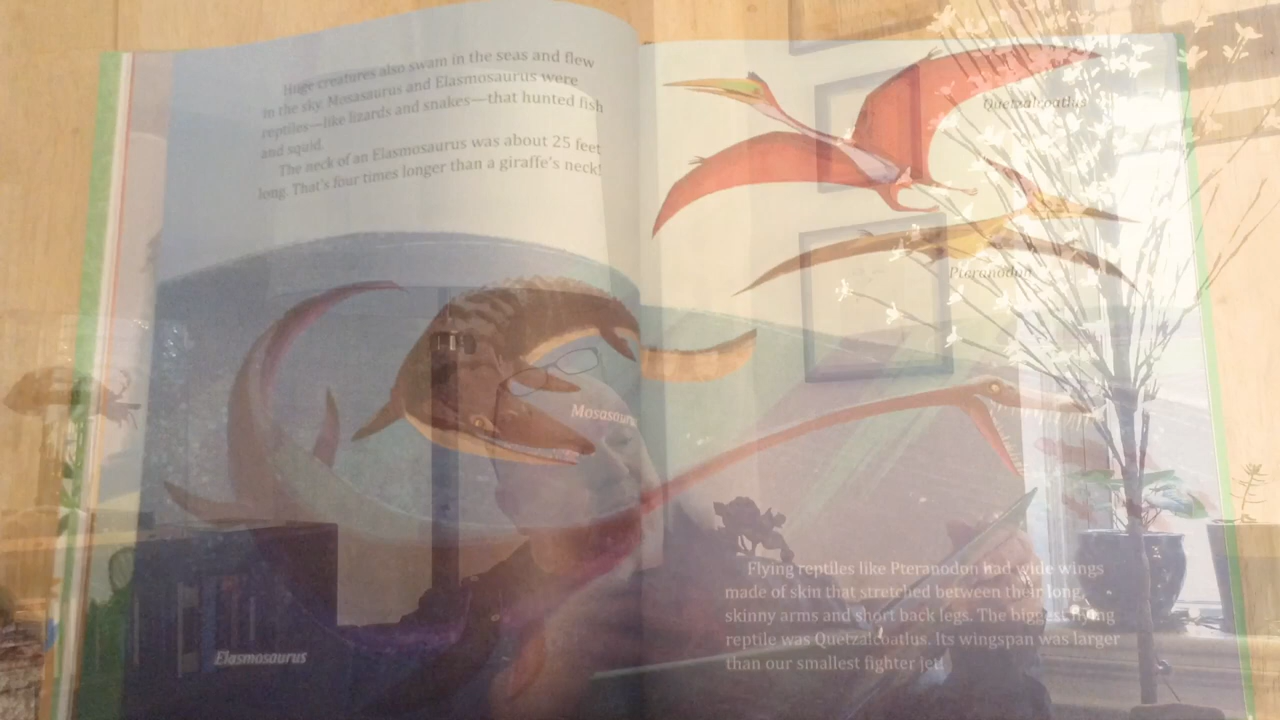 Huge creatures also swam in the seas and flew
in the sky. Mosasaurus and Elasmosaurus were
reptiles—like lizards and snakes—that hunted fish
and squid.
The neck of an Elasmosaurus was about 25 feet
long. That's four times longer than a giraffe's neck!
Quetzalcoatlus
Pteranodon
Mosasauru
Elasmosaurus
Flying reptiles like Pteranodon had wide wings
made of skin that stretched between their long,
skinny arms and short back legs. The biggest flying
reptile was Quetzalcoatlus. Its wingspan was larger
than our smallest fighter jet!